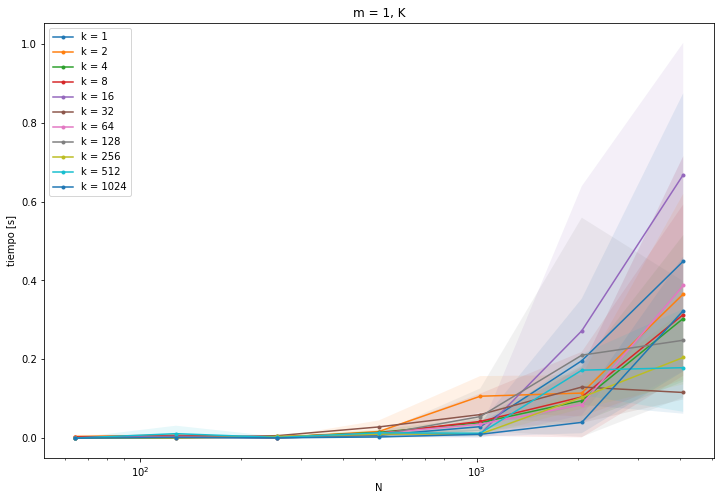 m = 1, K
1.0
k = 1
k = 2
k = 4
k = 8
k = 16
k = 32
k = 64
k = 128
k = 256
k = 512
k = 1024
0.8
0.6
0.4
0.2
0.0
tiempo [s]
10²
10³
N